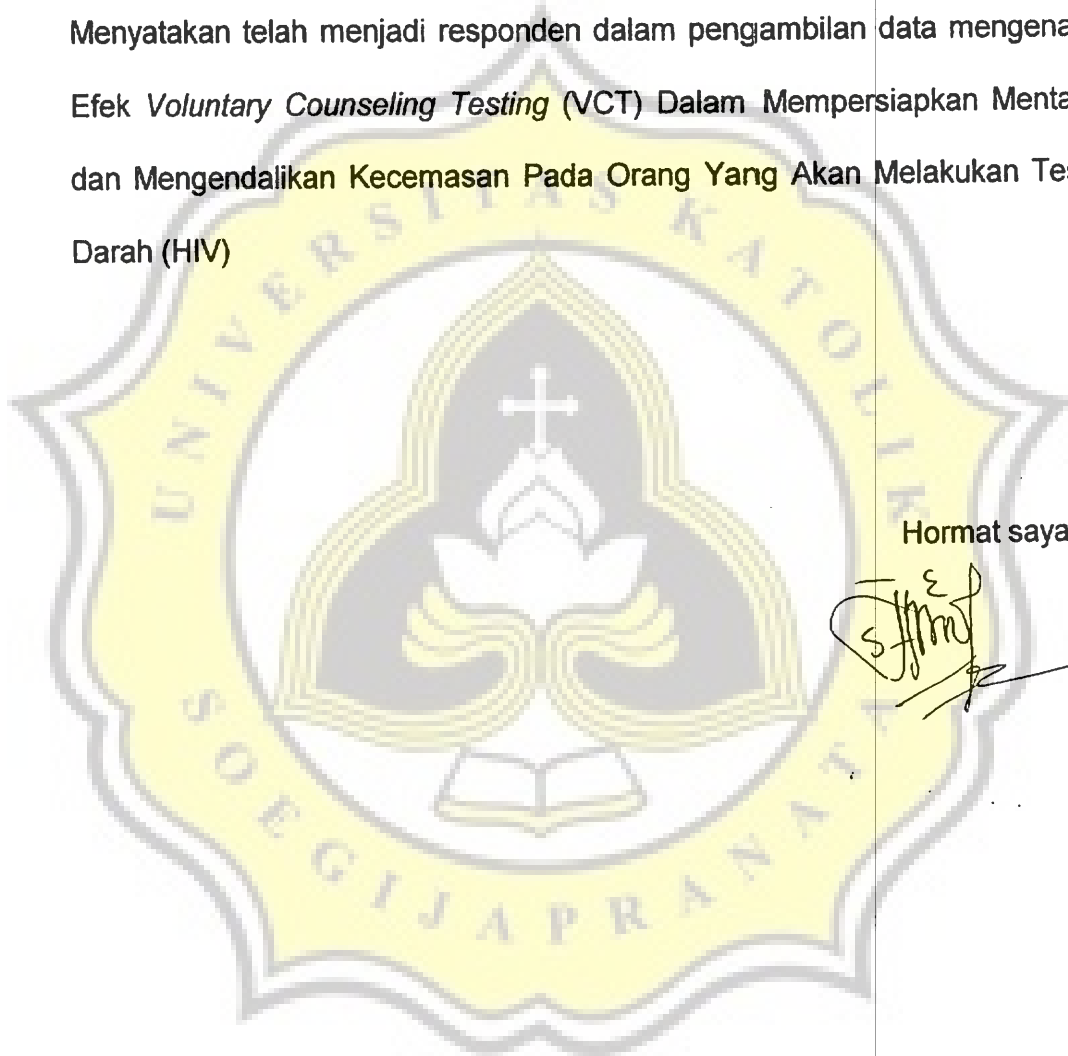 Menyatakan telah menjadi responden dalam pengambilan data mengena
Efek Voluntary Counseling Testing (VCT) Dalam Mempersiapkan Menta
dan Mengendalikan Kecemasan Pada Orang Yang Akan Melakukan Te
Darah (HIV)
UNIVERSITAS KATOLIK
Hormat saya
SOEGIJAPRANATA